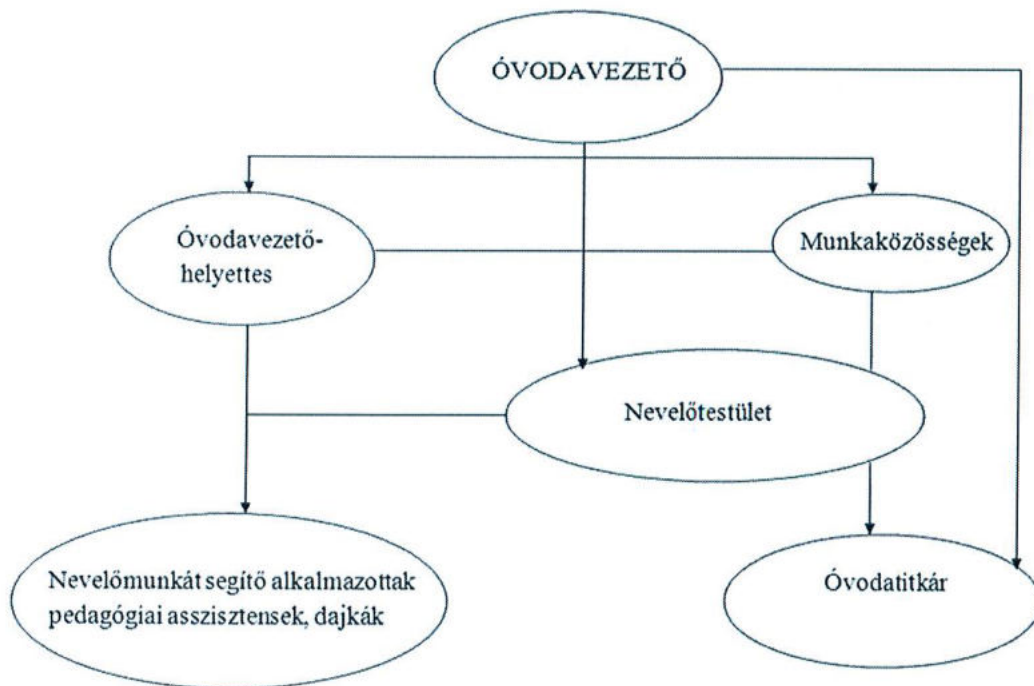 ÓVODAVEZETŐ
Óvodavezető-
helyettes
Munkaközösségek
Nevelőtestület
Nevelőmunkát segítő alkalmazottak
pedagógiai asszisztensek, dajkák
Óvodatitkár